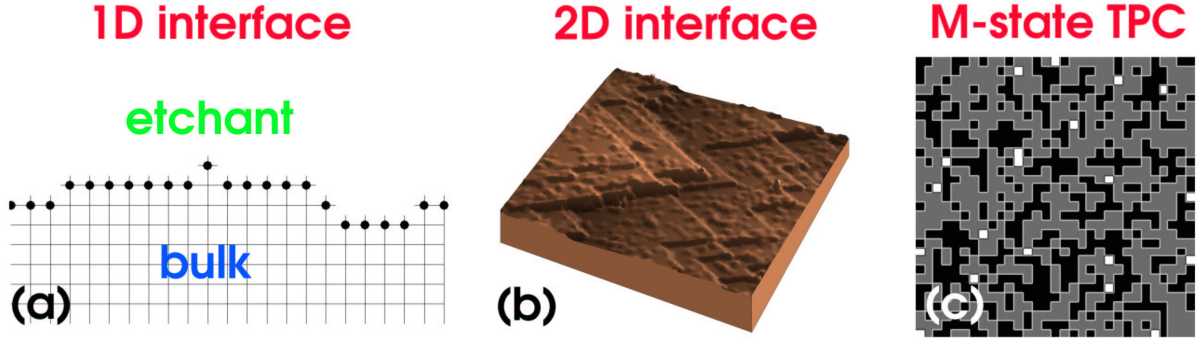 1D interface
2D interface
M-state TPC
etchant
bulk
(a)
(b)
(c)